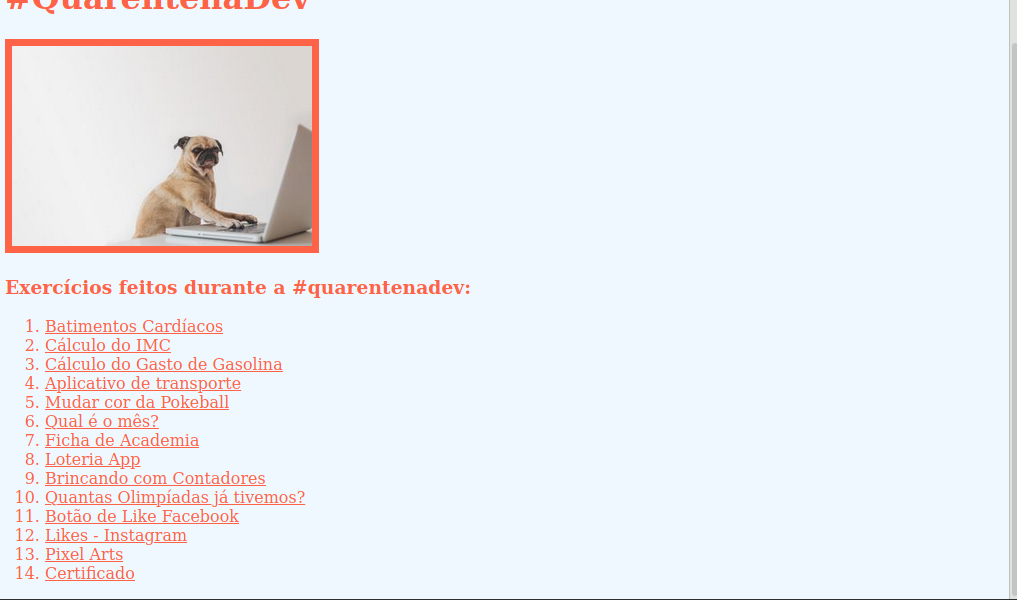 #QuarentenaDev
Exercícios feitos durante a #quarentenadev:
1. Batimentos Cardíacos
2. Cálculo do IMC
3. Cálculo do Gasto de Gasolina
4. Aplicativo de transporte
5. Mudar cor da Pokeball
6. Qual é o mês?
7. Ficha de Academia
8. Loteria App
9. Brincando com Contadores
10. Quantas Olimpíadas já tivemos?
11. Botão de Like Facebook
12. Likes - Instagram
13. Pixel Arts
14. Certificado